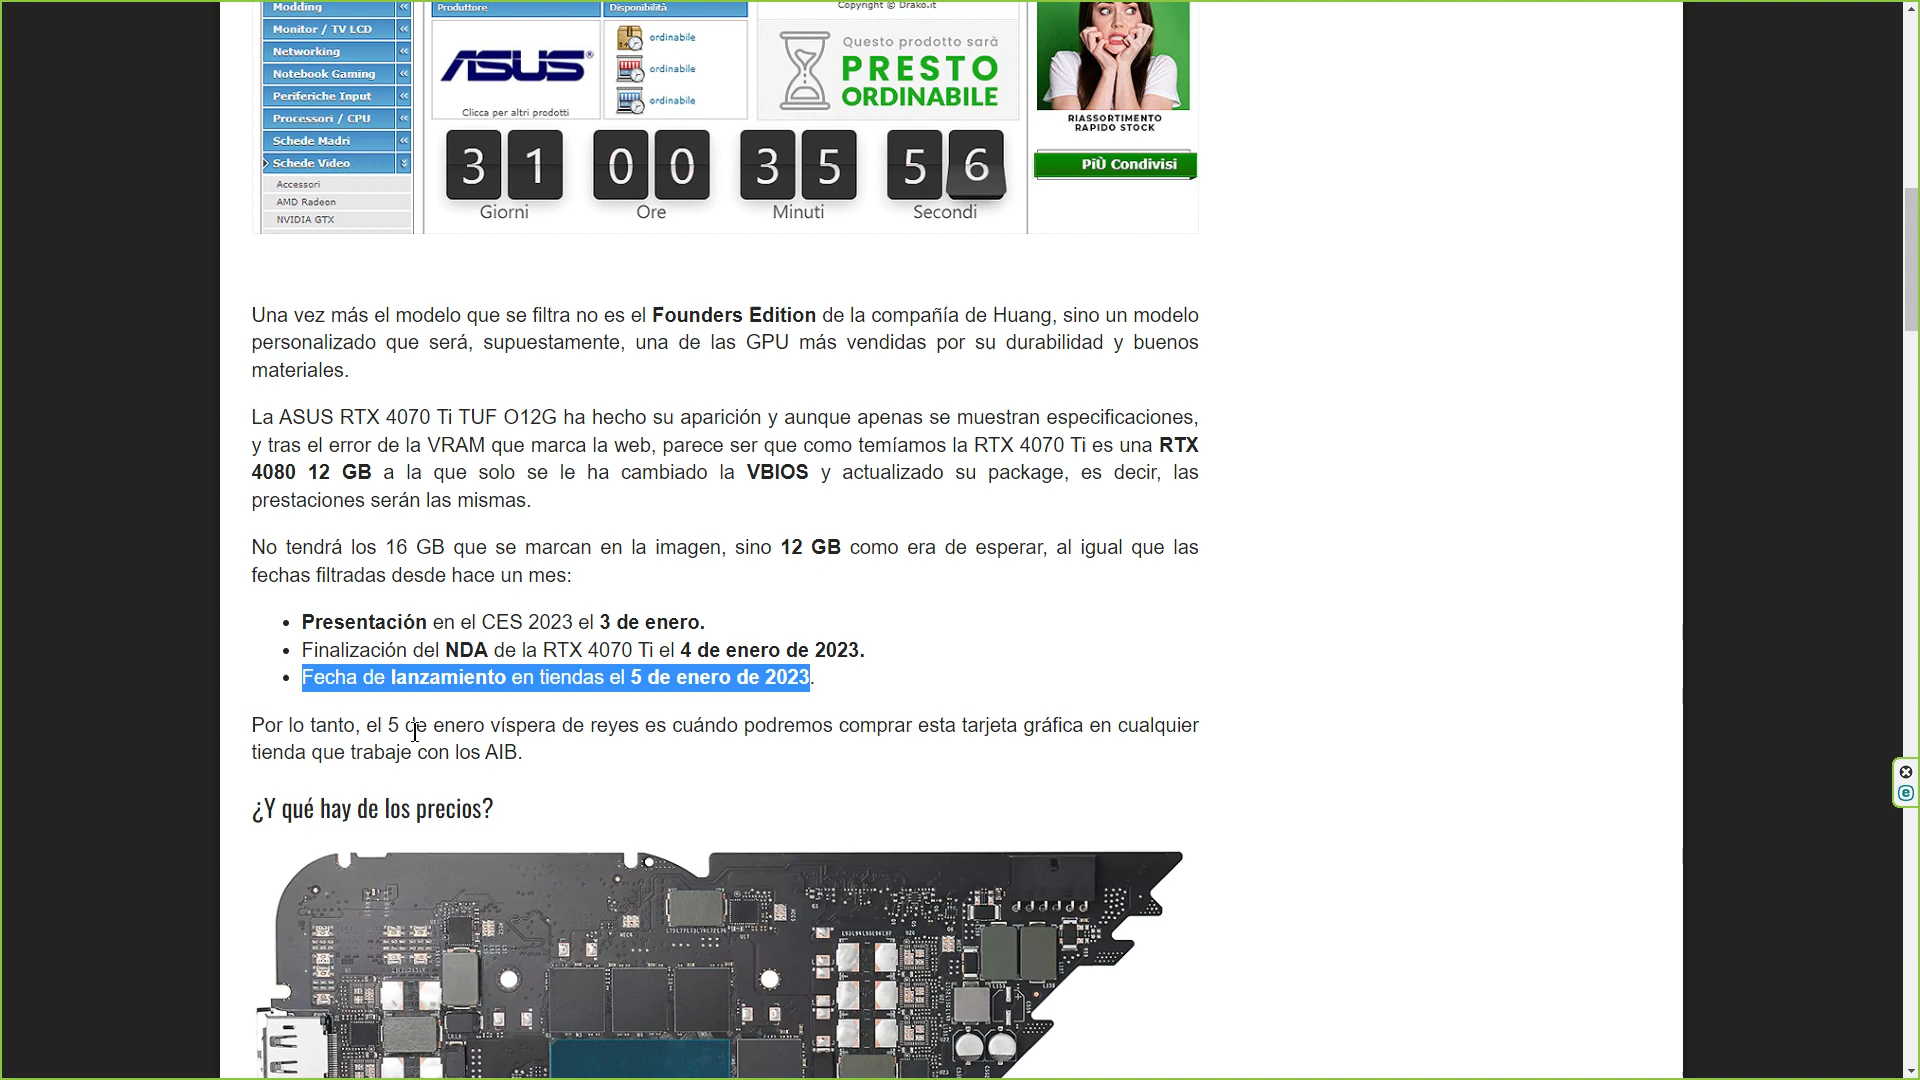 Modding
Monitor / TV LCD
Networking
Notebook Gaming
Periferiche Input
Processori / CPU
Schede Madri
Schede Video
Accessori
AMD Radeon
NVIDIA GTX
Produttore
Disponibilità
ASUS®
Clicca per altri prodotti
ordinabile
ordinabile
ordinabile
Copyright © Drako.it
Questo prodotto sarà
PRESTO
ORDINABILE
31 00 35 56
Giorni Ore Minuti Secondi
RIASSORTIMENTO
RAPIDO STOCK
PiÙ Condivisi
Una vez más el modelo que se filtra no es el Founders Edition de la compañía de Huang, sino un modelo
personalizado que será, supuestamente, una de las GPU más vendidas por su durabilidad y buenos
materiales.
La ASUS RTX 4070 Ti TUF O12G ha hecho su aparición y aunque apenas se muestran especificaciones,
y tras el error de la VRAM que marca la web, parece ser que como temíamos la RTX 4070 Ti es una RTX
4080 12 GB a la que solo se le ha cambiado la VBIOS y actualizado su package, es decir, las
prestaciones serán las mismas.
No tendrá los 16 GB que se marcan en la imagen, sino 12 GB como era de esperar, al igual que las
fechas filtradas desde hace un mes:
• Presentación en el CES 2023 el 3 de enero.
• Finalización del NDA de la RTX 4070 Ti el 4 de enero de 2023.
• Fecha de lanzamiento en tiendas el 5 de enero de 2023.
Por lo tanto, el 5 de enero víspera de reyes es cuándo podremos comprar esta tarjeta gráfica en cualquier
tienda que trabaje con los AIB.
¿Y qué hay de los precios?